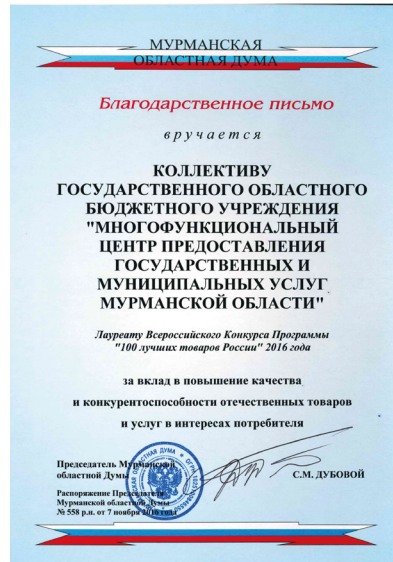 МУРМАНСКАЯ
ОБЛАСТНАЯ ДУМА
Благодарственное письмо
вручается
КОЛЛЕКТИВУ
ГОСУДАРСТВЕННОГО ОБЛАСТНОГО
БЮДЖЕТНОГО УЧРЕЖДЕНИЯ
"МНОГОФУНКЦИОНАЛЬНЫЙ
ЦЕНТР ПРЕДОСТАВЛЕНИЯ
ГОСУДАРСТВЕННЫХ И
МУНИЦИПАЛЬНЫХ УСЛУГ
МУРМАНСКОЙ ОБЛАСТИ"
Лауреату Всероссийского Конкурса Программы
"100 лучших товаров России" 2016 года
за вклад в повышение качества
и конкурентоспособности отечественных товаров
и услуг в интересах потребителя
Председатель Мурманской
областной Думы
С.М. ДУБОВОЙ
Распоряжение Председателя
Мурманской областной Думы
№ 558 р.н. от 7 ноября 2016 года